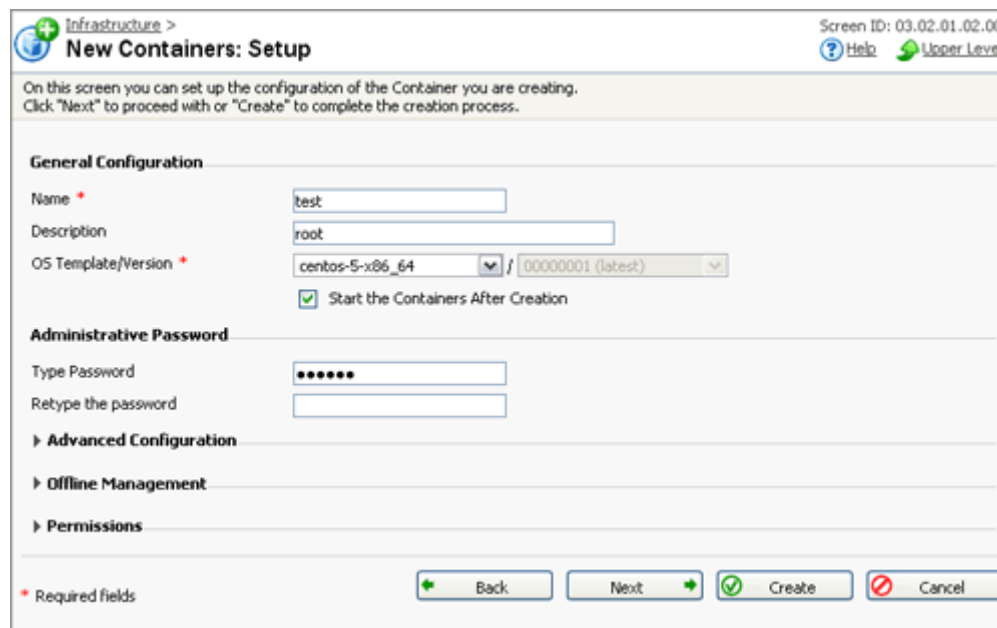 Infrastructure >
New Containers: Setup
Screen ID: 03.02.01.02.00
Help Upper Leve
On this screen you can set up the configuration of the Container you are creating.
Click "Next" to proceed with or "Create" to complete the creation process.
General Configuration
Name * test
Description root
OS Template/Version * centos-5-x86_64 / 00000001 (latest)
Start the Containers After Creation
Administrative Password
Type Password ••••••
Retype the password
Advanced Configuration
Offline Management
Permissions
* Required fields Back Next Create Cancel